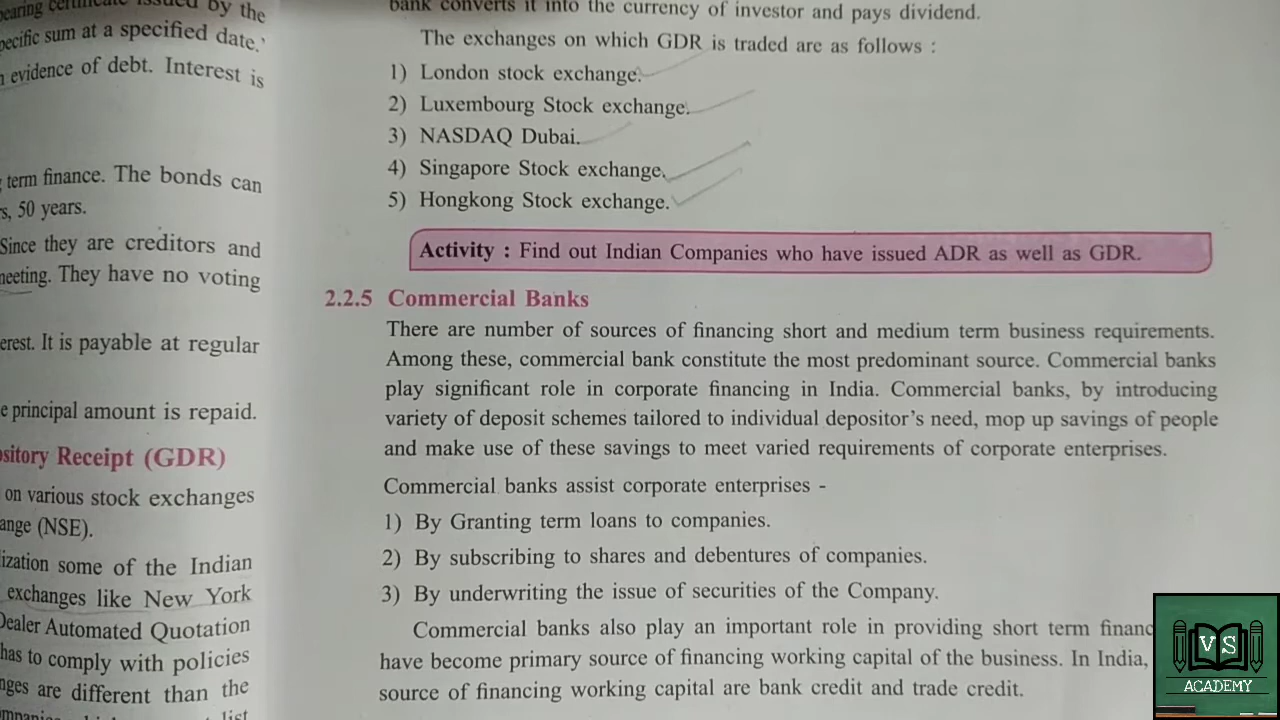 bearing certificate issued by the
pecific sum at a specified date.'
evidence of debt. Interest is
term finance. The bonds can
50 years.
Since they are creditors and
meeting. They have no voting
erest. It is payable at regular
principal amount is repaid.
ository Receipt (GDR)
on various stock exchanges
ange (NSE).
lization some of the Indian
exchanges like New York
Dealer Automated Quotation
has to comply with policies
nges are different than the
list
bank converts it into the currency of investor and pays dividend.
The exchanges on which GDR is traded are as follows :
1) London stock exchange.
2) Luxembourg Stock exchange.
3) NASDAQ Dubai.
4) Singapore Stock exchange.
5) Hongkong Stock exchange.
Activity : Find out Indian Companies who have issued ADR as well as GDR.
2.2.5 Commercial Banks
There are number of sources of financing short and medium term business requirements.
Among these, commercial bank constitute the most predominant source. Commercial banks
play significant role in corporate financing in India. Commercial banks, by introducing
variety of deposit schemes tailored to individual depositor's need, mop up savings of people
and make use of these savings to meet varied requirements of corporate enterprises.
Commercial banks assist corporate enterprises -
1) By Granting term loans to companies.
2) By subscribing to shares and debentures of companies.
3) By underwriting the issue of securities of the Company.
Commercial banks also play an important role in providing short term financ
have become primary source of financing working capital of the business. In India,
source of financing working capital are bank credit and trade credit.
VS
ACADEMY